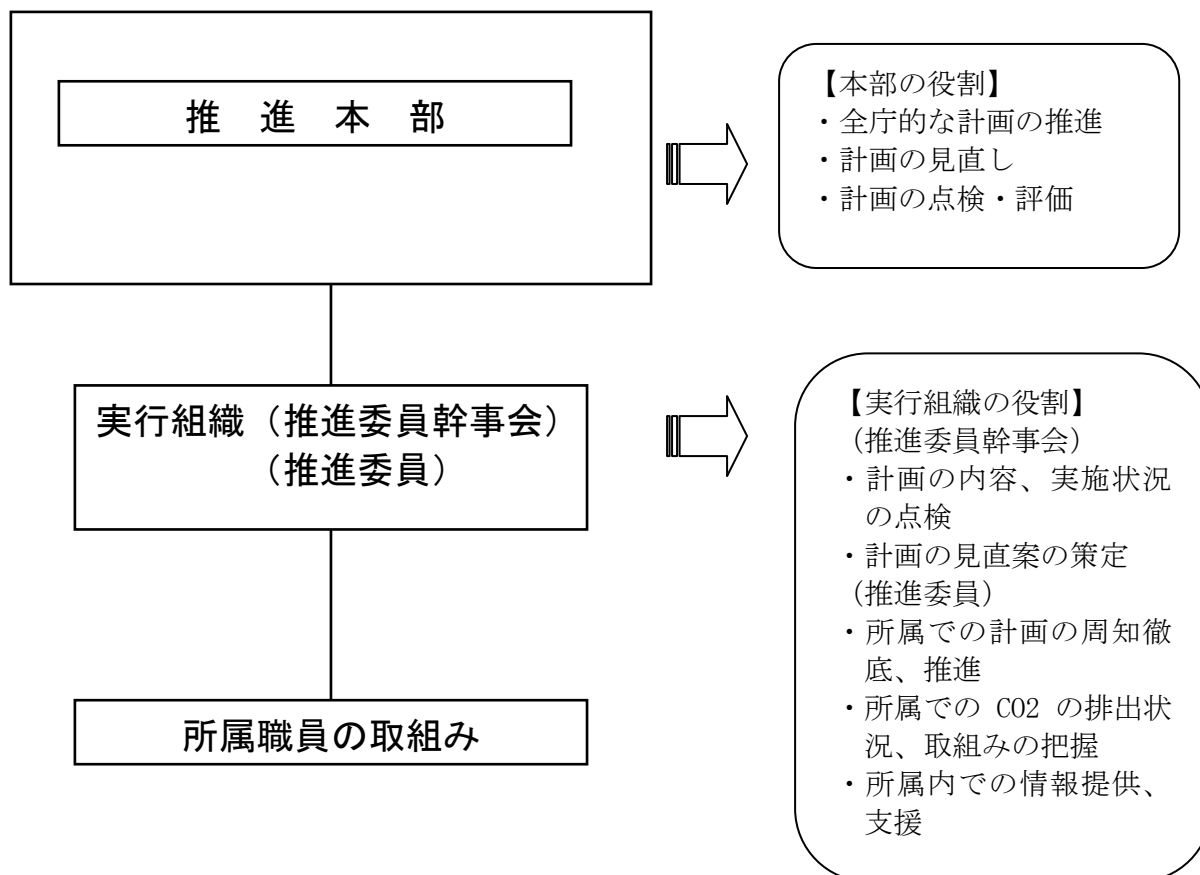 推　進　本　部
【本部の役割】
・全庁的な計画の推進
・計画の見直し
・計画の点検・評価
実行組織（推進委員幹事会）
（推進委員）
【実行組織の役割】
（推進委員幹事会）
・計画の内容、実施状況
の点検
・計画の見直案の策定
（推進委員）
・所属での計画の周知徹
底、推進
・所属での CO2 の排出状
況、取組みの把握
・所属内での情報提供、
支援
所属職員の取組み